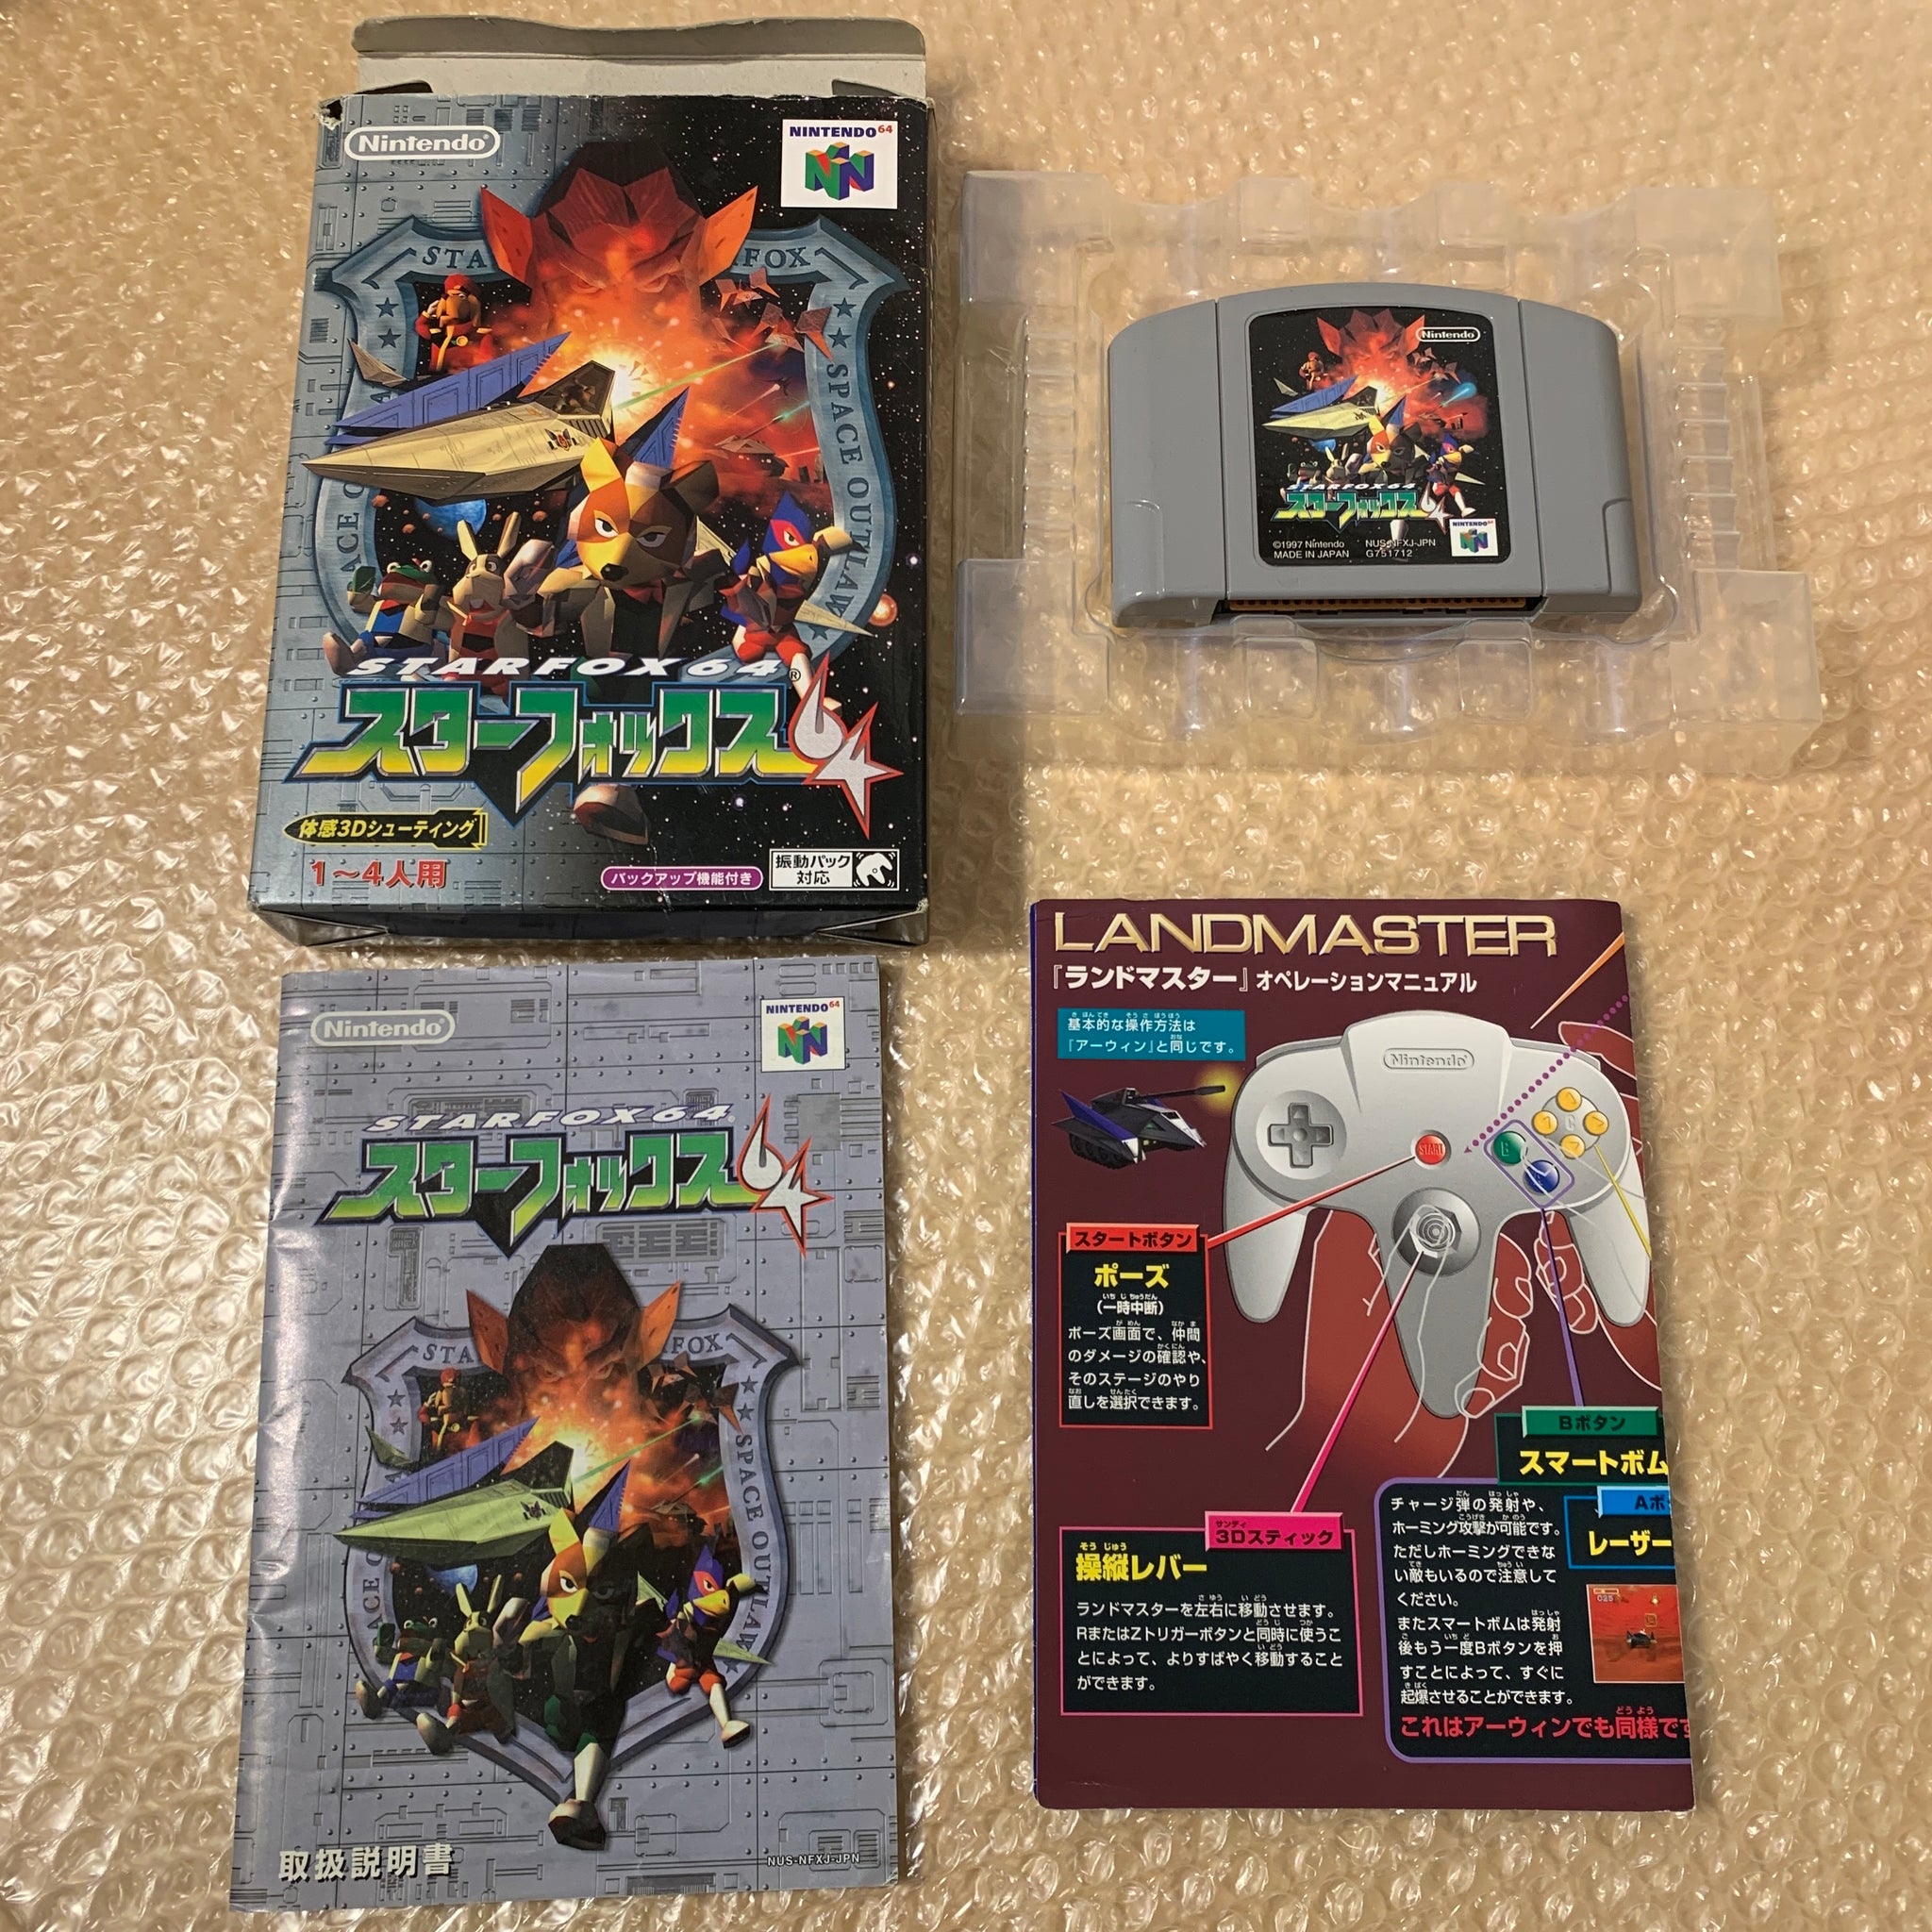 Nintendo®
NINTENDO64
STAR FOX
SPACE OUTLAW
STARFOX64
スターフォックス64®
体感3Dシューティング
1〜4人用
バックアップ機能付き
振動パック
対応
Nintendo
STARFOX64
スターフォックス64
©1997 Nintendo
MADE IN JAPAN
NUS-NFXJ-JPN
G751712
NINTENDO64
Nintendo®
NINTENDO64
STARFOX64
スターフォックス64
FOX
SPACE OUTLAW
取扱説明書
NUS-NFXJ-JPN
LANDMASTER
『ランドマスター』オペレーションマニュアル
基本的な操作方法は
『アーウィン』と同じです。
Nintendo
START
B
C
スタートボタン
ポーズ
(一時中断)
ポーズ画面で、仲間
のダメージの確認や、
そのステージのやり
直しを選択できます。
3Dスティック
操縦レバー
ランドマスターを左右に移動させます。
RまたはZトリガーボタンと同時に使うこ
とによって、よりすばやく移動すること
ができます。
Bボタン
スマートボム
Aボ
レーザー
チャージ弾の発射や、
ホーミング攻撃が可能です。
ただしホーミングできな
い敵もいるので注意して
ください。
またスマートボムは発射
後もう一度Bボタンを押
すことによって、すぐに
起爆させることができます。
これはアーウィンでも同様です